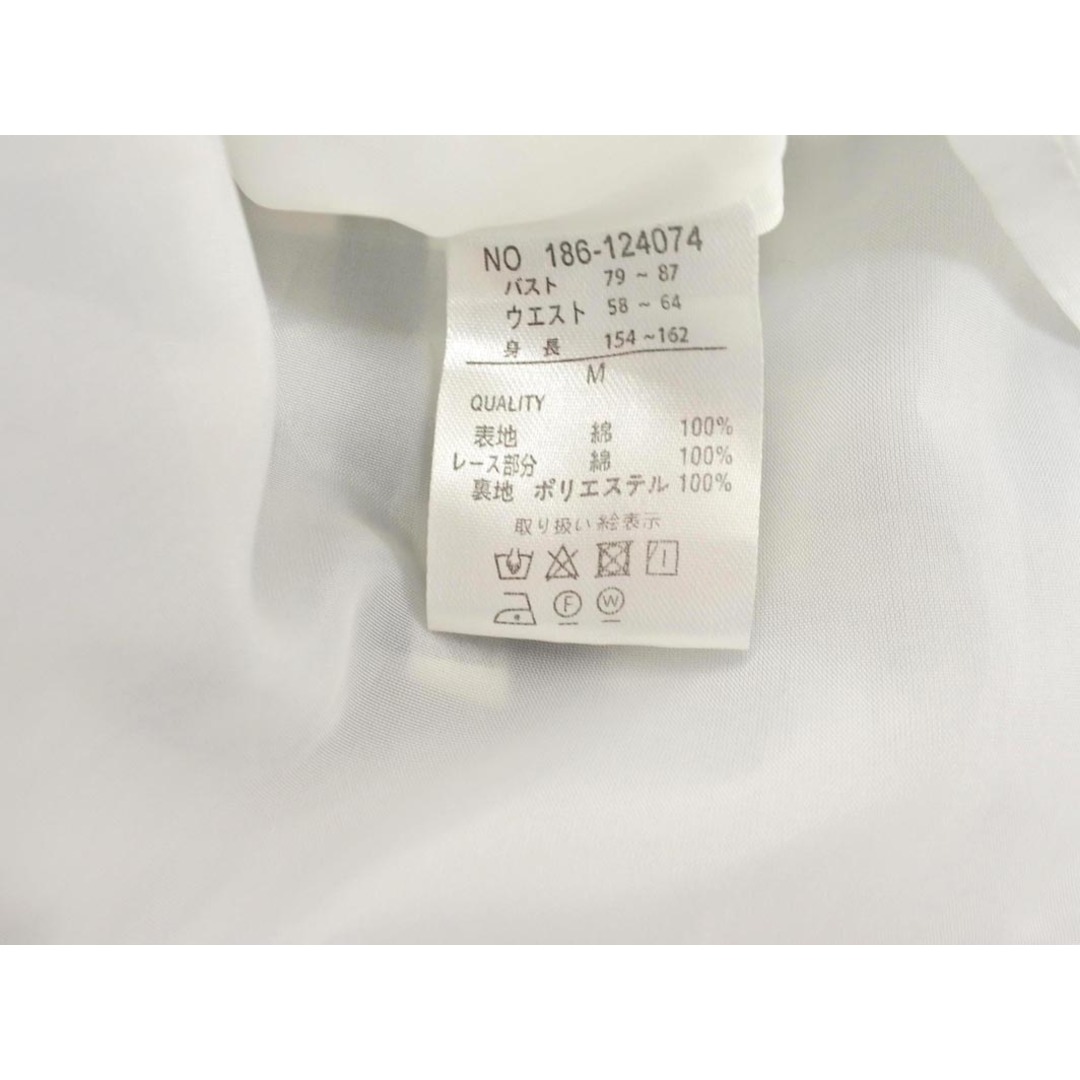 NO 186-124074
バスト 79 ~ 87
ウエスト 58 ~ 64
身長 154 ~162
M
QUALITY
表地 綿 100%
レース部分 綿 100%
裏地 ポリエステル 100%
取り扱い絵表示
F W